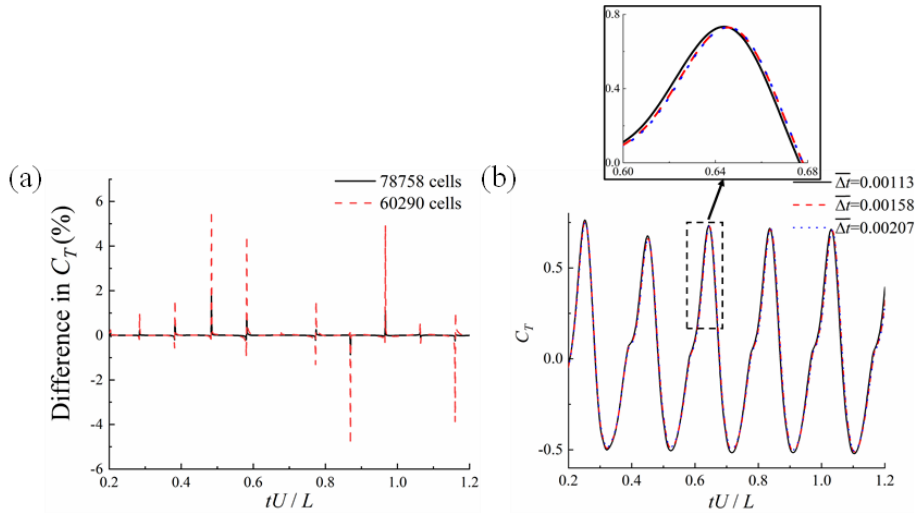 (a)
Difference in C_T(%)
78758 cells
60290 cells
6
4
2
0
-2
-4
-6
0.2 0.4 0.6 0.8 1.0 1.2
tU / L
0.8
0.4
0.0
0.60 0.64 0.68
(b)
Δt=0.00113
Δt=0.00158
Δt=0.00207
C_T
0.5
0.0
-0.5
0.2 0.4 0.6 0.8 1.0 1.2
tU / L